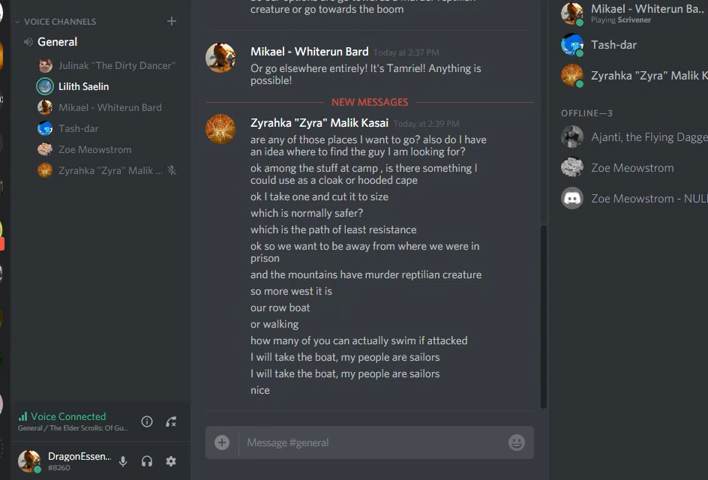 VOICE CHANNELS
General
Julinak "The Dirty Dancer"
Lilith Saelin
Mikael - Whiterun Bard
Tash-dar
Zoe Meowstrom
Zyrahka "Zyra" Malik ...
Voice Connected
General / The Elder Scrolls: Of Gu...
DragonEssen...
#8260
creature or go towards the boom
Mikael - Whiterun Bard Today at 2:37 PM
Or go elsewhere entirely! It's Tamriel! Anything is
possible!
NEW MESSAGES
Zyrahka "Zyra" Malik Kasai Today at 2:39 PM
are any of those places I want to go? also do I have
an idea where to find the guy I am looking for?
ok among the stuff at camp , is there something I
could use as a cloak or hooded cape
ok I take one and cut it to size
which is normally safer?
which is the path of least resistance
ok so we want to be away from where we were in
prison
and the mountains have murder reptilian creature
so more west it is
our row boat
or walking
how many of you can actually swim if attacked
I will take the boat, my people are sailors
I will take the boat, my people are sailors
nice
Message #general
Mikael - Whiterun Ba...
Playing Scrivener
Tash-dar
Zyrahka "Zyra" Malik K
OFFLINE—3
Ajanti, the Flying Dagge
Zoe Meowstrom
Zoe Meowstrom - NUL